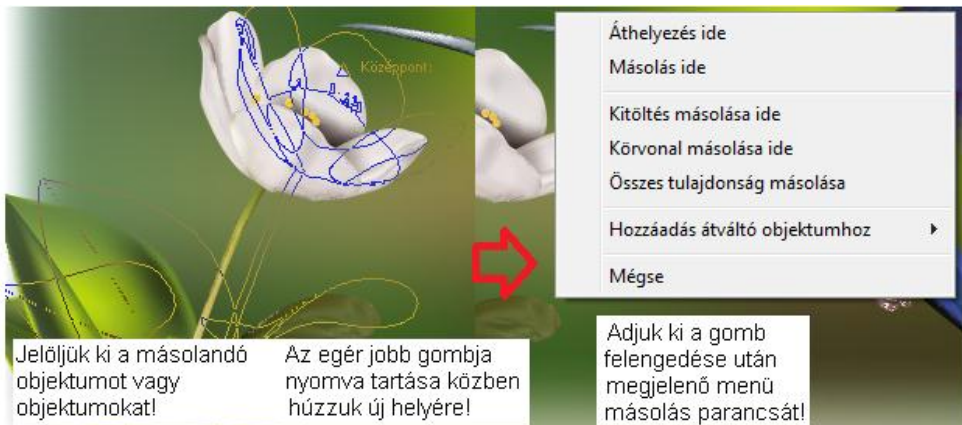 Középpont:
Áthelyezés ide
Másolás ide
Kitöltés másolása ide
Körvonal másolása ide
Összes tulajdonság másolása
Hozzáadás átváltó objektumhoz
Mégse
Jelöljük ki a másolandó
objektumot vagy
objektumokat!
Az egér jobb gombja
nyomva tartása közben
húzzuk új helyére!
Adjuk ki a gomb
felengedése után
megjelenő menü
másolás parancsát!